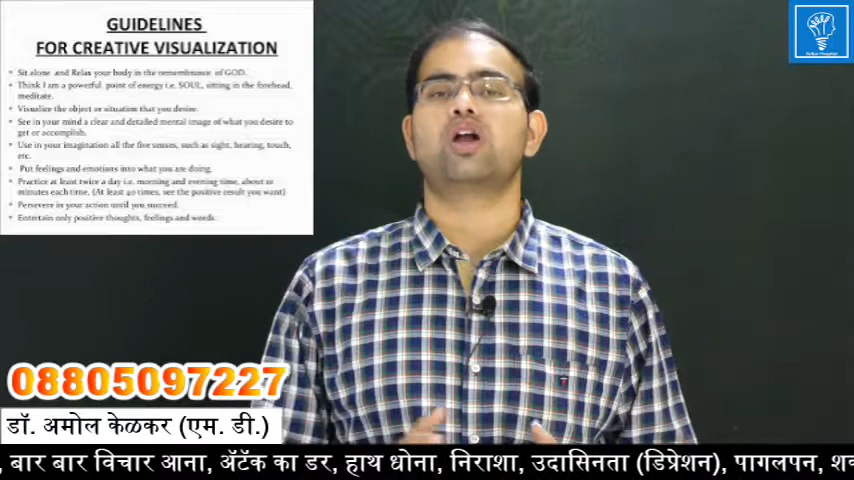 GUIDELINES
FOR CREATIVE VISUALIZATION
• Sit alone and Relax your body in the remembrance of GOD.
• Think I am a powerful point of energy i.e. SOUL, sitting in the forehead,
meditate.
• Visualize the object or situation that you desire.
• See in your mind a clear and detailed mental image of what you desire to
get or accomplish.
• Use in your imagination all the five senses, such as sight, hearing, touch,
etc.
• Put feelings and emotions into what you are doing.
• Practice at least twice a day i.e. morning and evening time, about 10
minutes each time. (At least 40 times, see the positive result you want)
• Persevere in your action until you succeed.
• Entertain only positive thoughts, feelings and words.
08805097227
डॉ. अमोल केळकर (एम. डी.)
, बार बार विचार आना, अ‍ॅटॅक का डर, हाथ धोना, निराशा, उदासिनता (डिप्रेशन), पागलपन,